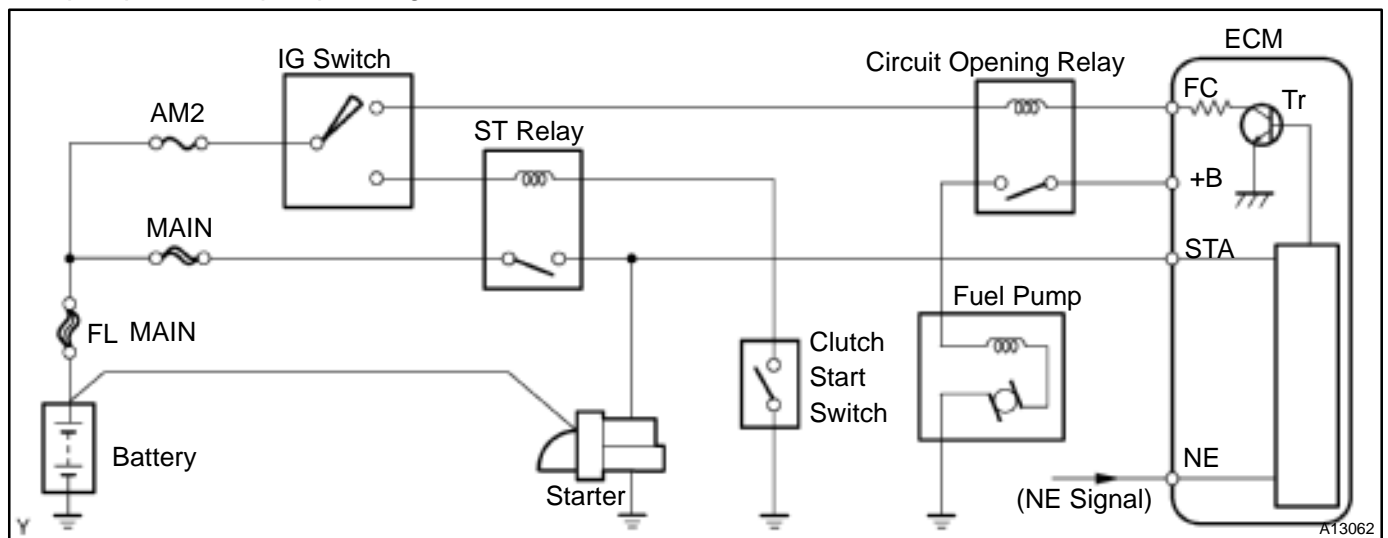 ECM
IG Switch
Circuit Opening Relay
FC
Tr
AM2
ST Relay
+B
MAIN
STA
Fuel Pump
FL MAIN
Clutch
Start
Switch
Battery
NE
Starter
(NE Signal)
Y
A13062